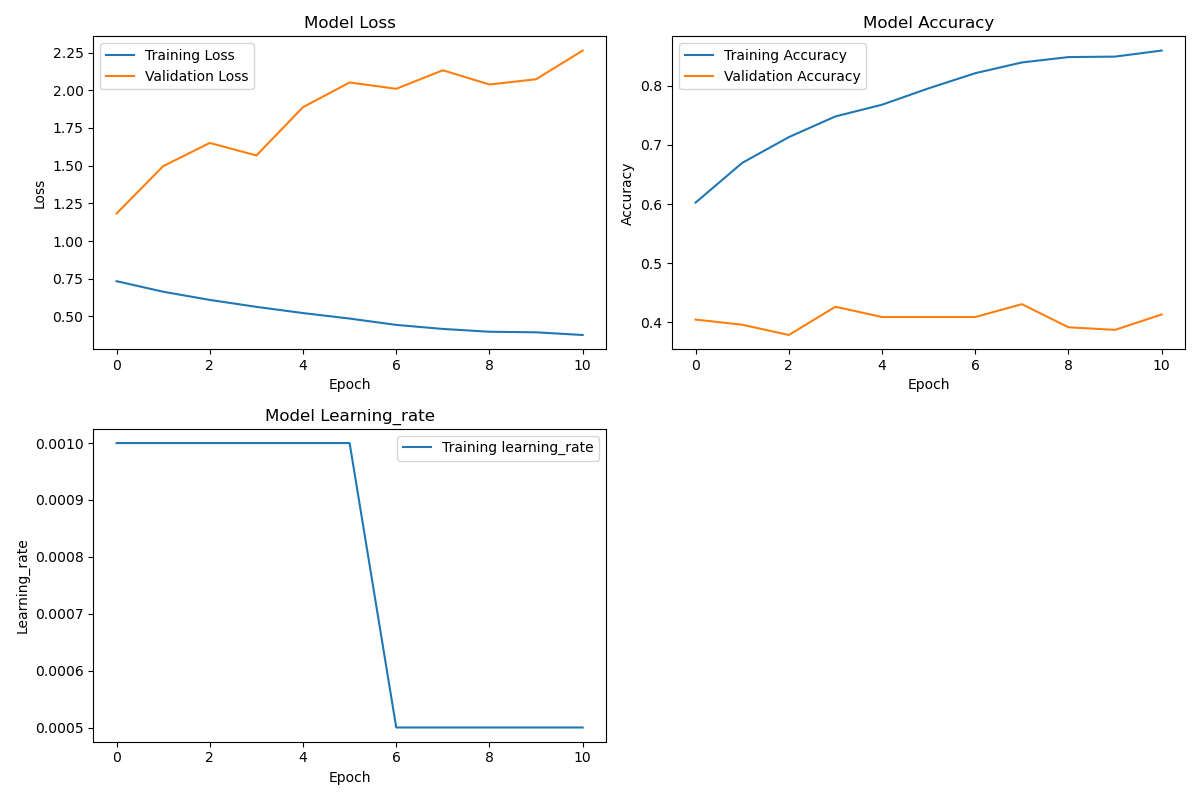 Model Loss
Training Loss
Validation Loss
2.25
2.00
1.75
1.50
1.25
1.00
0.75
0.50
Loss
0 2 4 6 8 10
Epoch
Model Accuracy
Training Accuracy
Validation Accuracy
0.8
0.7
0.6
0.5
0.4
Accuracy
0 2 4 6 8 10
Epoch
Model Learning_rate
Training learning_rate
0.0010
0.0009
0.0008
0.0007
0.0006
0.0005
Learning_rate
0 2 4 6 8 10
Epoch